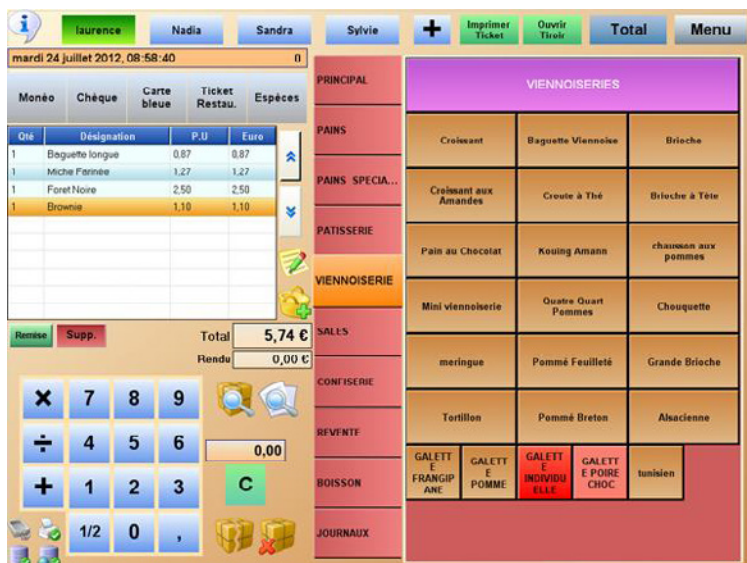 laurence Nadia Sandra Sylvie + Imprimer Ticket Ouvrir Tiroir Total Menu
mardi 24 juillet 2012, 08:58:40 0
Monéo Chèque Carte bleue Ticket Restau. Espèces
Qté Désignation P.U Euro
1 Baguette longue 0,87 0,87
1 Miche Farinée 1,27 1,27
1 Foret Noire 2,50 2,50
1 Brownie 1,10 1,10
Remise Supp. Total 5,74 €
Rendu 0,00 €
× 7 8 9
÷ 4 5 6 0,00
+ 1 2 3 C
1/2 0 ,
PRINCIPAL
PAINS
PAINS SPECIA...
PATISSERIE
VIENNOISERIE
SALES
CONFISERIE
REVENTE
BOISSON
JOURNAUX
VIENNOISERIES
Croissant Baguette Viennoise Brioche
Croissant aux Amandes Croute à Thé Brioche à Tête
Pain au Chocolat Kouing Amann chausson aux pommes
Mini viennoiserie Quatre Quart Pommes Chouquette
meringue Pommé Feuilleté Grande Brioche
Tortillon Pommé Breton Alsacienne
GALETT E FRANGIP ANE GALETT E POMME GALETT E INDIVIDU ELLE GALETT E POIRE CHOC tunisien